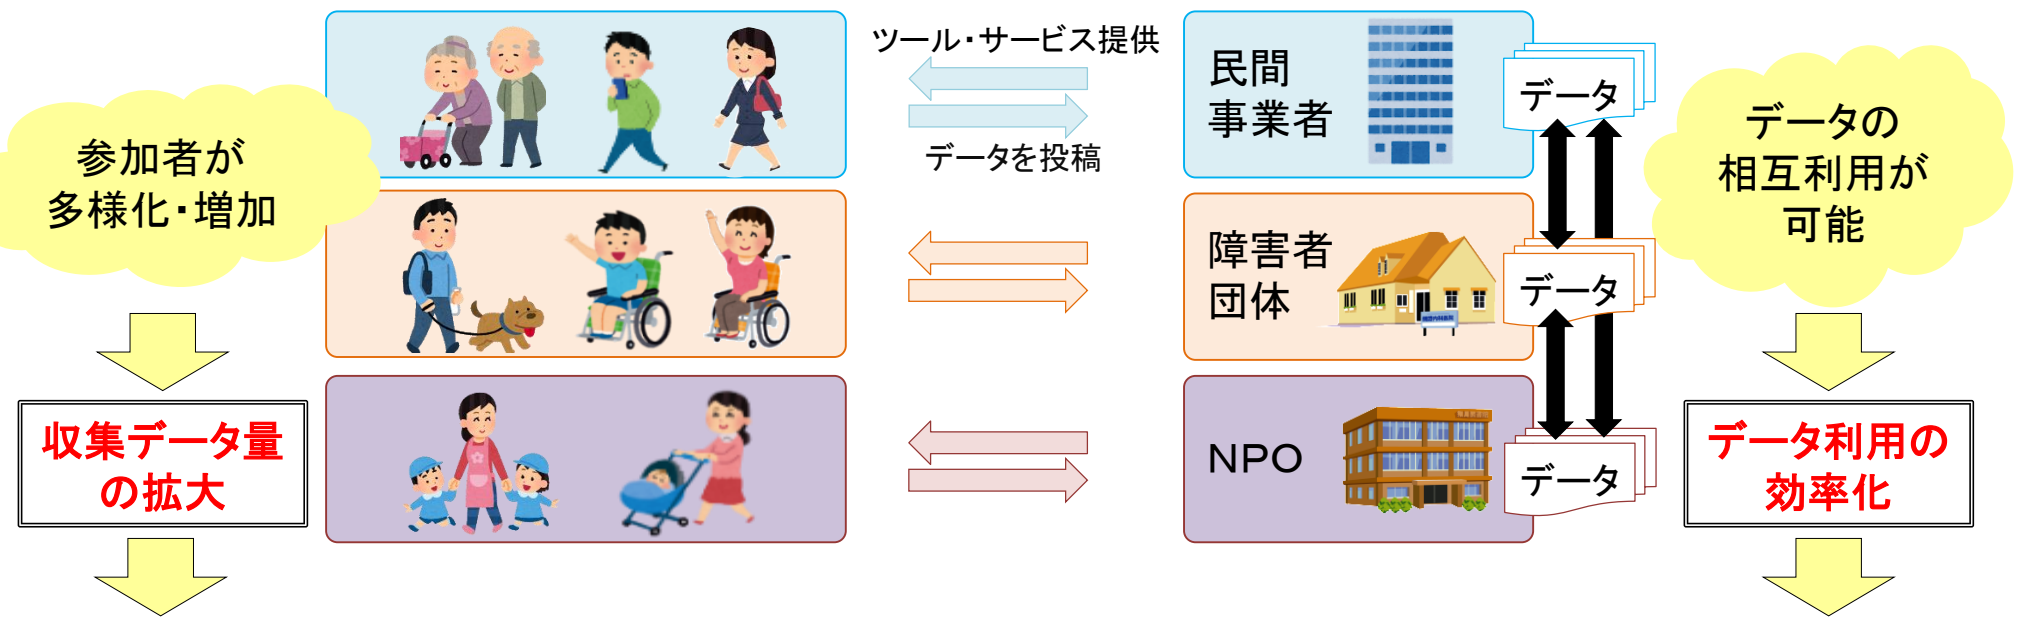 参加者が
多様化・増加
収集データ量
の拡大
ツール・サービス提供
データを投稿
民間
事業者
データ
障害者
団体
データ
NPO
データ
データの
相互利用が
可能
データ利用の
効率化